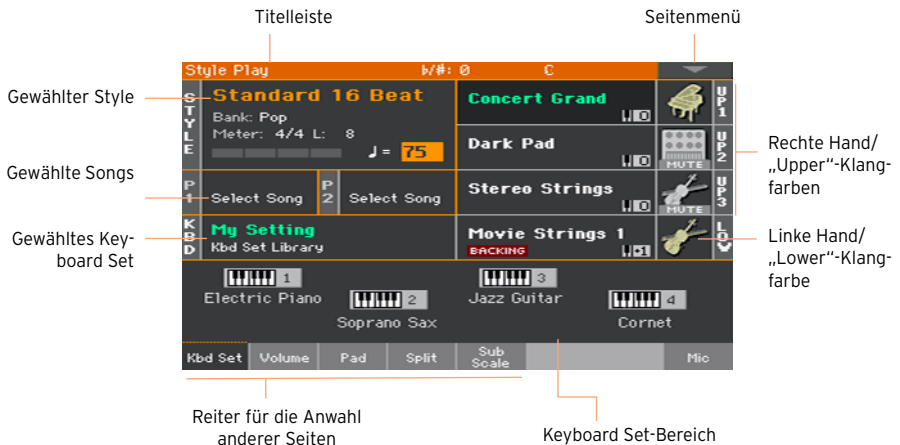 Titelleiste
Seitenmenü
Style Play
♭/#: 0
C
Gewählter Style
STYLE
Standard 16 Beat
Bank: Pop
Meter: 4/4 L: 8
♩= 75
Concert Grand
0
UP1
Dark Pad
0
MUTE
UP2
Rechte Hand/
„Upper“-Klang-
farben
Gewählte Songs
P1
Select Song
P2
Select Song
Stereo Strings
0
MUTE
UP3
Gewähltes Key-
board Set
KBD
My Setting
Kbd Set Library
Movie Strings 1
BACKING
+1
LOW
Linke Hand/
„Lower“-Klang-
farbe
1
Electric Piano
2
Soprano Sax
3
Jazz Guitar
4
Cornet
Kbd Set
Volume
Pad
Split
Sub
Scale
Mic
Reiter für die Anwahl
anderer Seiten
Keyboard Set-Bereich